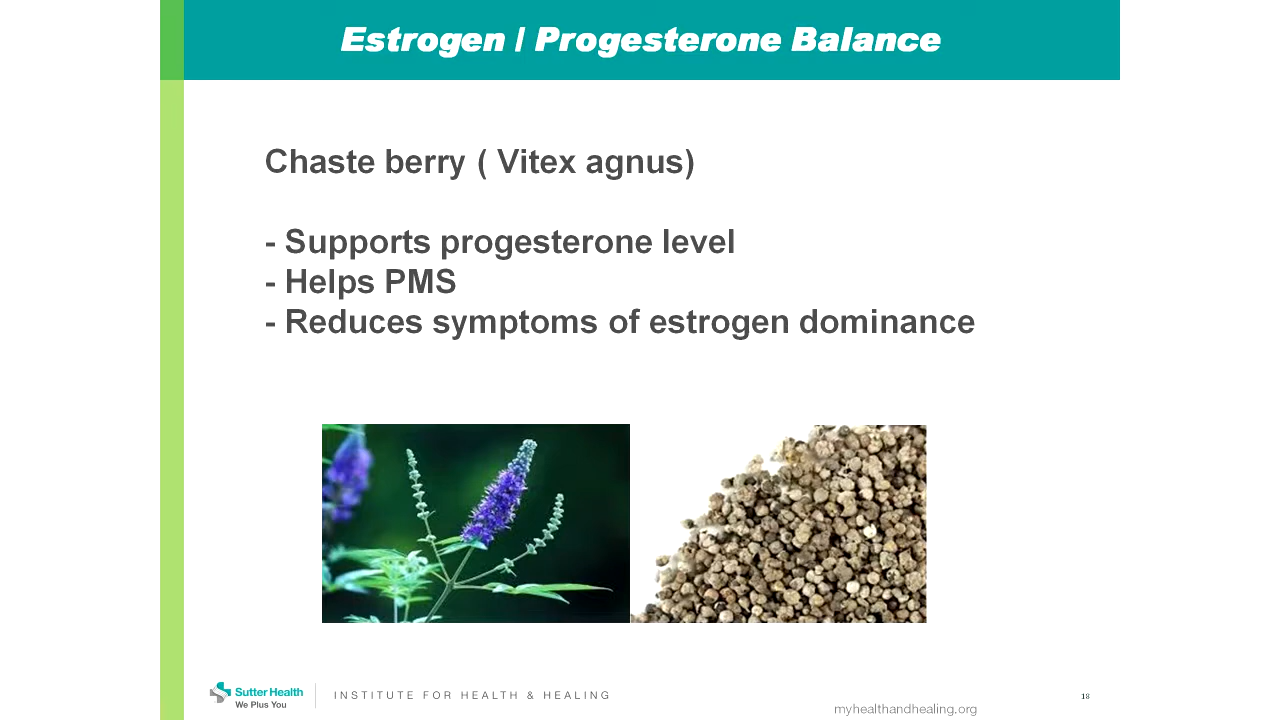 Estrogen / Progesterone Balance
Chaste berry ( Vitex agnus)
- Supports progesterone level
- Helps PMS
- Reduces symptoms of estrogen dominance
Sutter Health
We Plus You
INSTITUTE FOR HEALTH & HEALING
18
myhealthandhealing.org